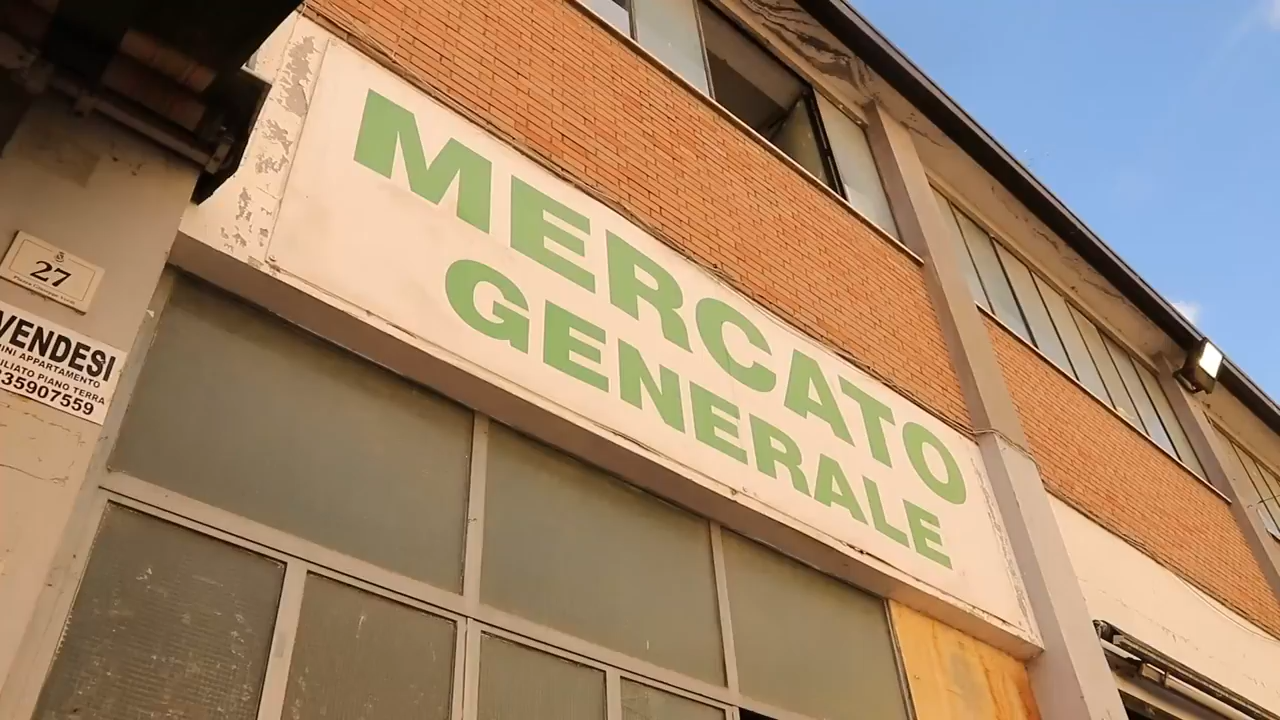 MERCATO
GENERALE
27
VENDESI
APPARTAMENTO
PIANO TERRA
35907559